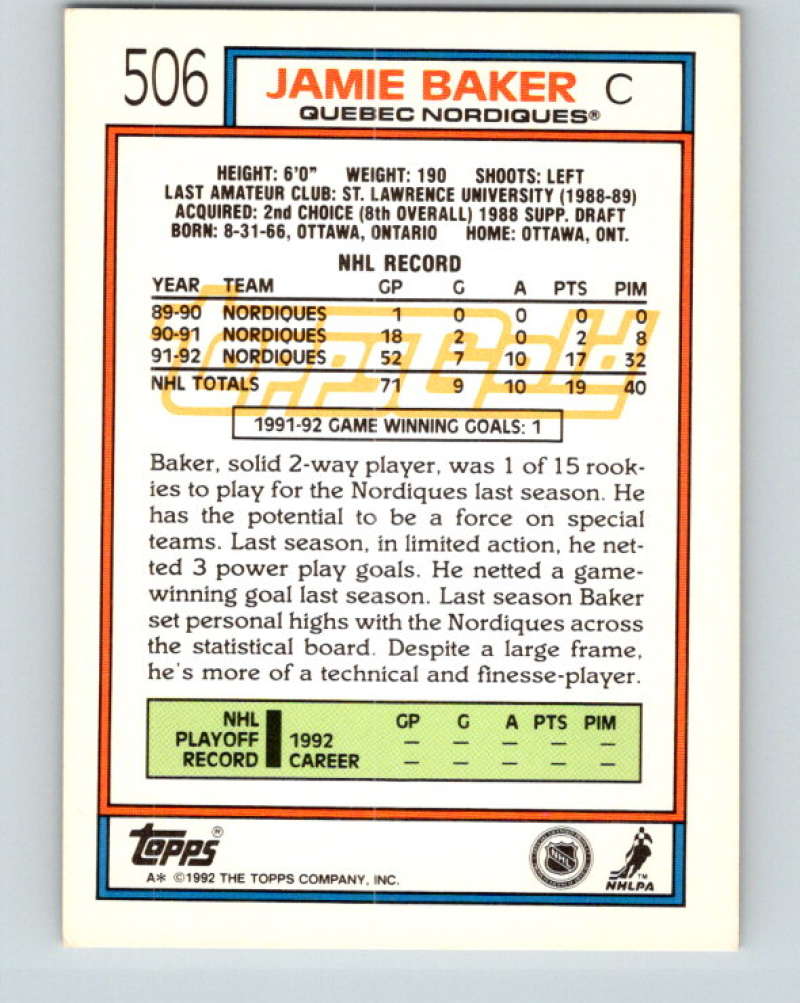 506
JAMIE BAKER C
QUEBEC NORDIQUES®
HEIGHT: 6'0" WEIGHT: 190 SHOOTS: LEFT
LAST AMATEUR CLUB: ST. LAWRENCE UNIVERSITY (1988-89)
ACQUIRED: 2nd CHOICE (8th OVERALL) 1988 SUPP. DRAFT
BORN: 8-31-66, OTTAWA, ONTARIO HOME: OTTAWA, ONT.
NHL RECORD
YEAR TEAM GP G A PTS PIM
89-90 NORDIQUES 1 0 0 0 0
90-91 NORDIQUES 18 2 0 2 8
91-92 NORDIQUES 52 7 10 17 32
NHL TOTALS 71 9 10 19 40
ToppsGold
1991-92 GAME WINNING GOALS: 1
Baker, solid 2-way player, was 1 of 15 rook-
ies to play for the Nordiques last season. He
has the potential to be a force on special
teams. Last season, in limited action, he net-
ted 3 power play goals. He netted a game-
winning goal last season. Last season Baker
set personal highs with the Nordiques across
the statistical board. Despite a large frame,
he's more of a technical and finesse-player.
NHL PLAYOFF RECORD
GP G A PTS PIM
1992 – – – – –
CAREER – – – – –
TOPPS®
A* ©1992 THE TOPPS COMPANY, INC.
NHL
NHLPA™